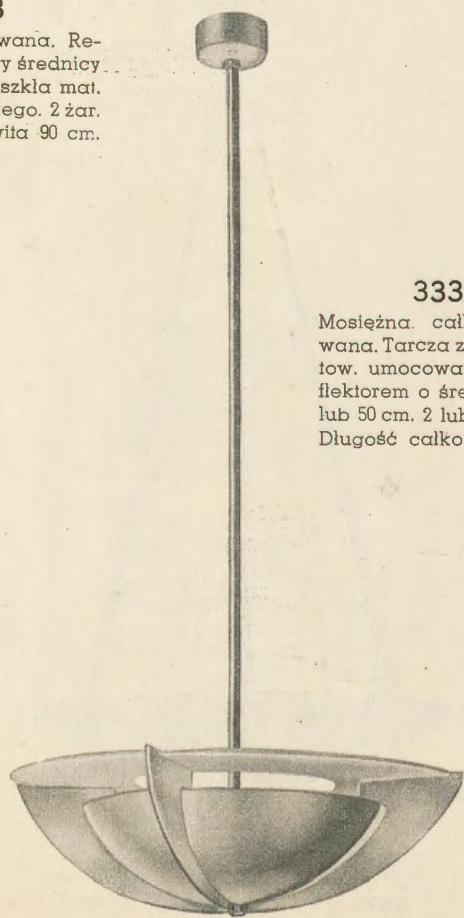 3
wana. Re-
y średnicy
szkła mat.
ego. 2 żar.
wita 90 cm.
333
Mosiężna. cał
wana. Tarcza z
tow. umocowa
flektorem o śre
lub 50 cm. 2 lub
Długość całko